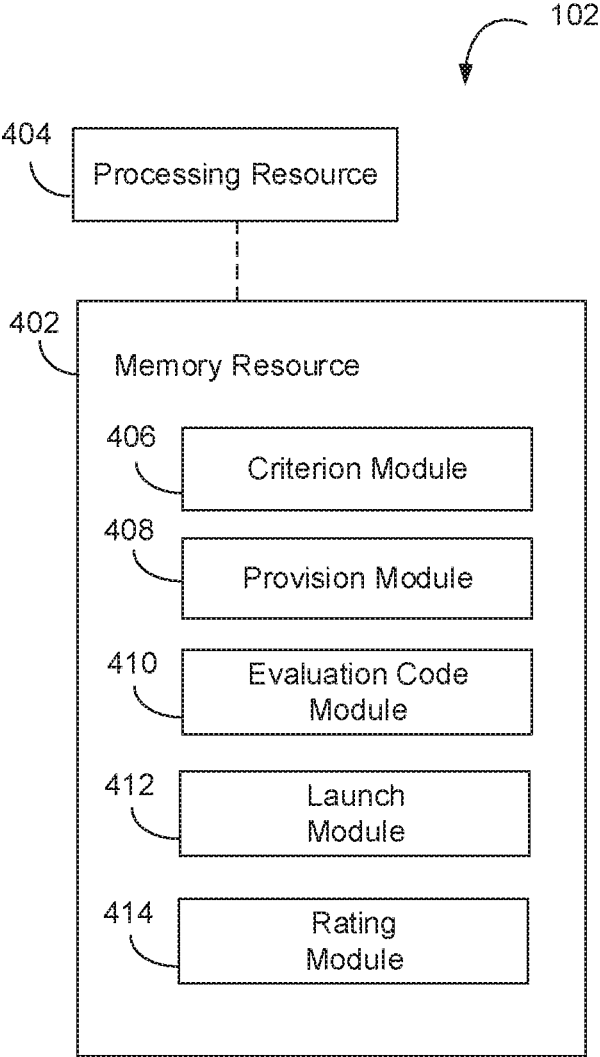 102
404
Processing Resource
402
Memory Resource
406
Criterion Module
408
Provision Module
410
Evaluation Code
Module
412
Launch
Module
414
Rating
Module